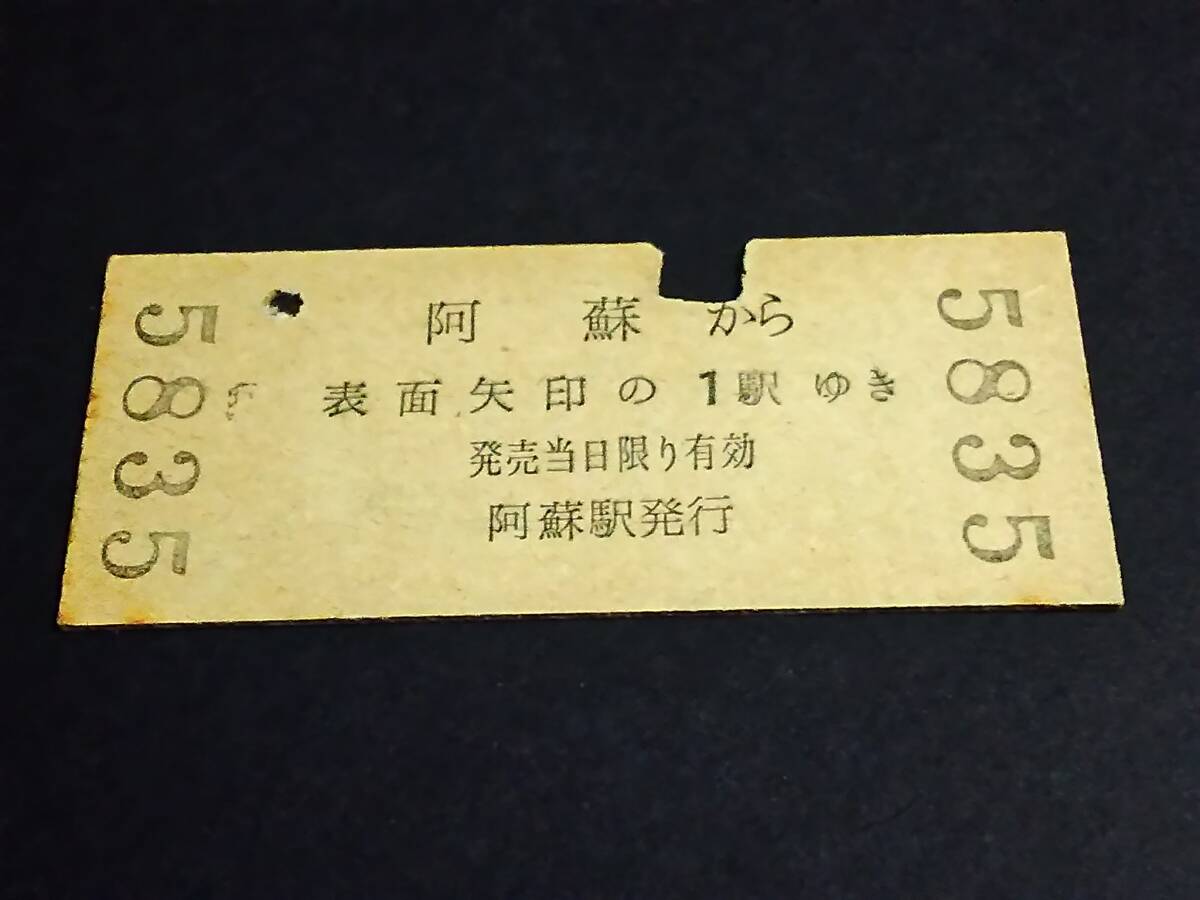 5835
阿蘇から
表面矢印の1駅ゆき
発売当日限り有効
阿蘇駅発行
5835